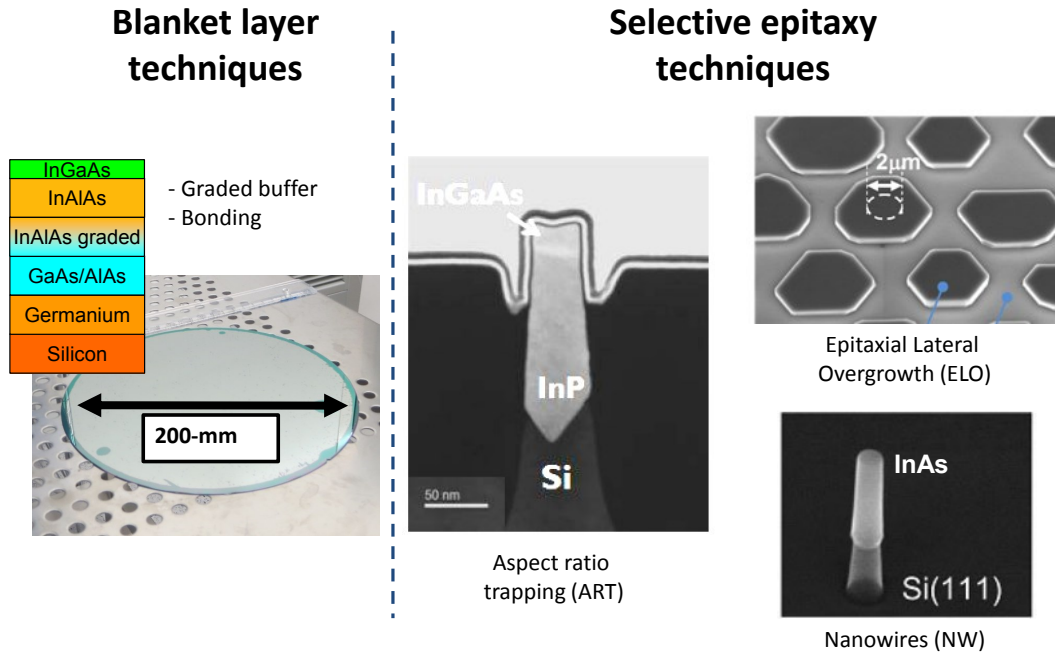 Blanket layer
techniques
InGaAs
InAlAs
InAlAs graded
GaAs/AlAs
Germanium
Silicon
- Graded buffer
- Bonding
200-mm
Selective epitaxy
techniques
InGaAs
InP
Si
50 nm
Aspect ratio
trapping (ART)
2μm
Epitaxial Lateral
Overgrowth (ELO)
InAs
Si(111)
Nanowires (NW)